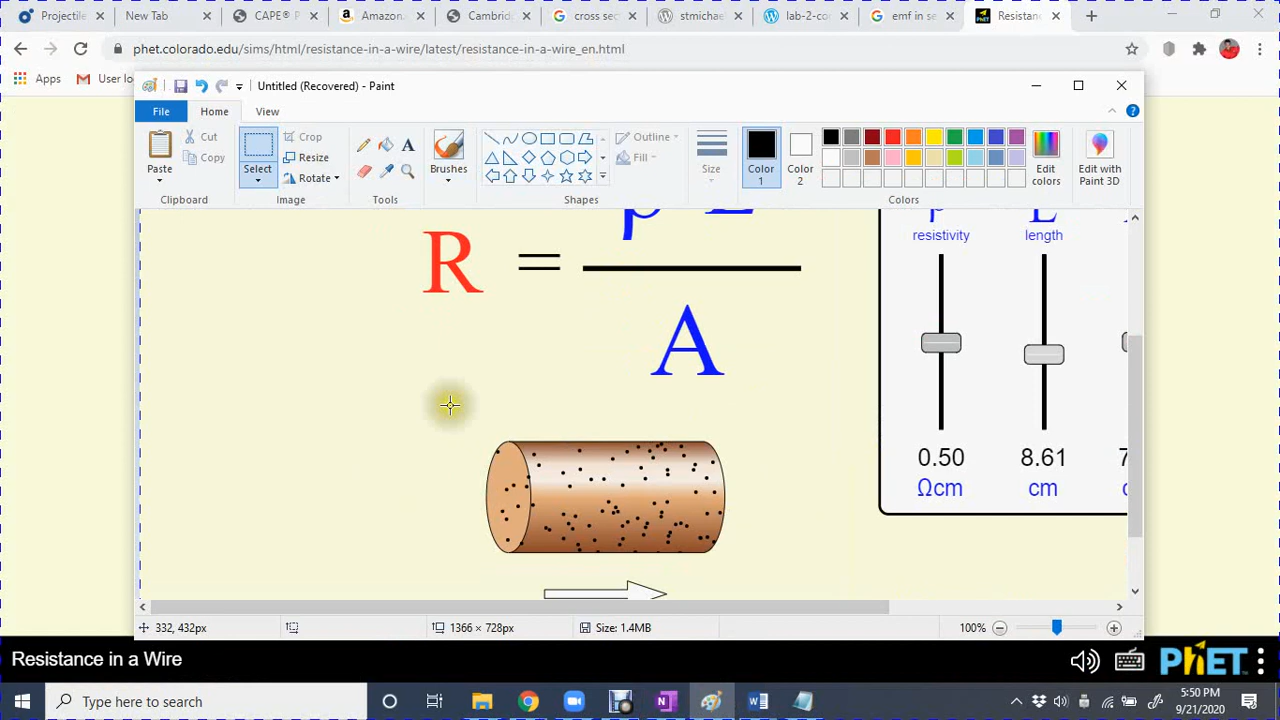 Projectile
New Tab
CAPE® P
Amazon.
Cambrid
cross sec
stmichae
lab-2-co
emf in se
Resistanc
phet.colorado.edu/sims/html/resistance-in-a-wire/latest/resistance-in-a-wire_en.html
Apps
User lo
Untitled (Recovered) - Paint
File
Home
View
Paste
Cut
Copy
Clipboard
Select
Crop
Resize
Rotate
Image
Tools
Brushes
Shapes
Outline
Fill
Size
Color 1
Color 2
Colors
Edit colors
Edit with Paint 3D
ρ L
R =
A
resistivity
length
0.50
8.61
Ωcm
cm
332, 432px
1366 × 728px
Size: 1.4MB
100%
Resistance in a Wire
PhET
Type here to search
5:50 PM
9/21/2020